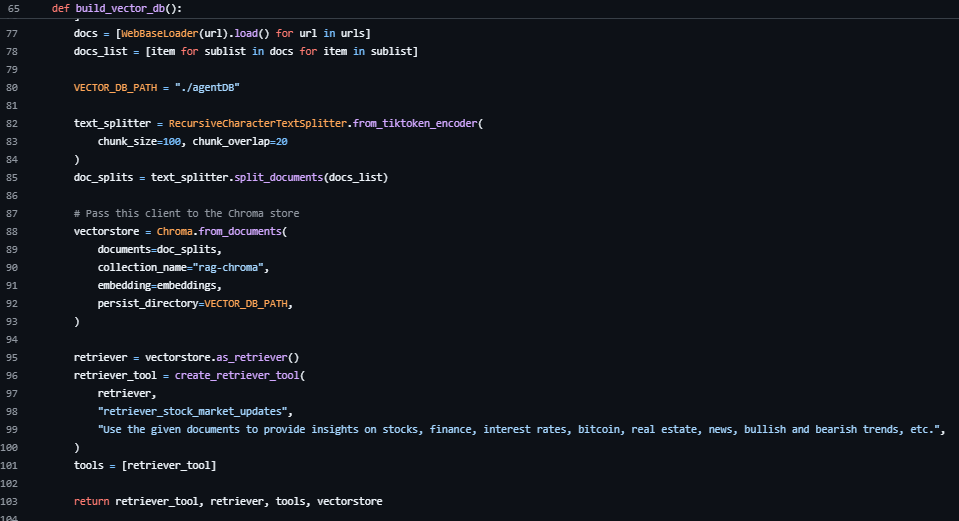 65 def build_vector_db():
]
77 docs = [WebBaseLoader(url).load() for url in urls]
78 docs_list = [item for sublist in docs for item in sublist]
79
80 VECTOR_DB_PATH = "./agentDB"
81
82 text_splitter = RecursiveCharacterTextSplitter.from_tiktoken_encoder(
83 chunk_size=100, chunk_overlap=20
84 )
85 doc_splits = text_splitter.split_documents(docs_list)
86
87 # Pass this client to the Chroma store
88 vectorstore = Chroma.from_documents(
89 documents=doc_splits,
90 collection_name="rag-chroma",
91 embedding=embeddings,
92 persist_directory=VECTOR_DB_PATH,
93 )
94
95 retriever = vectorstore.as_retriever()
96 retriever_tool = create_retriever_tool(
97 retriever,
98 "retriever_stock_market_updates",
99 "Use the given documents to provide insights on stocks, finance, interest rates, bitcoin, real estate, news, bullish and bearish trends, etc.",
100 )
101 tools = [retriever_tool]
102
103 return retriever_tool, retriever, tools, vectorstore
104